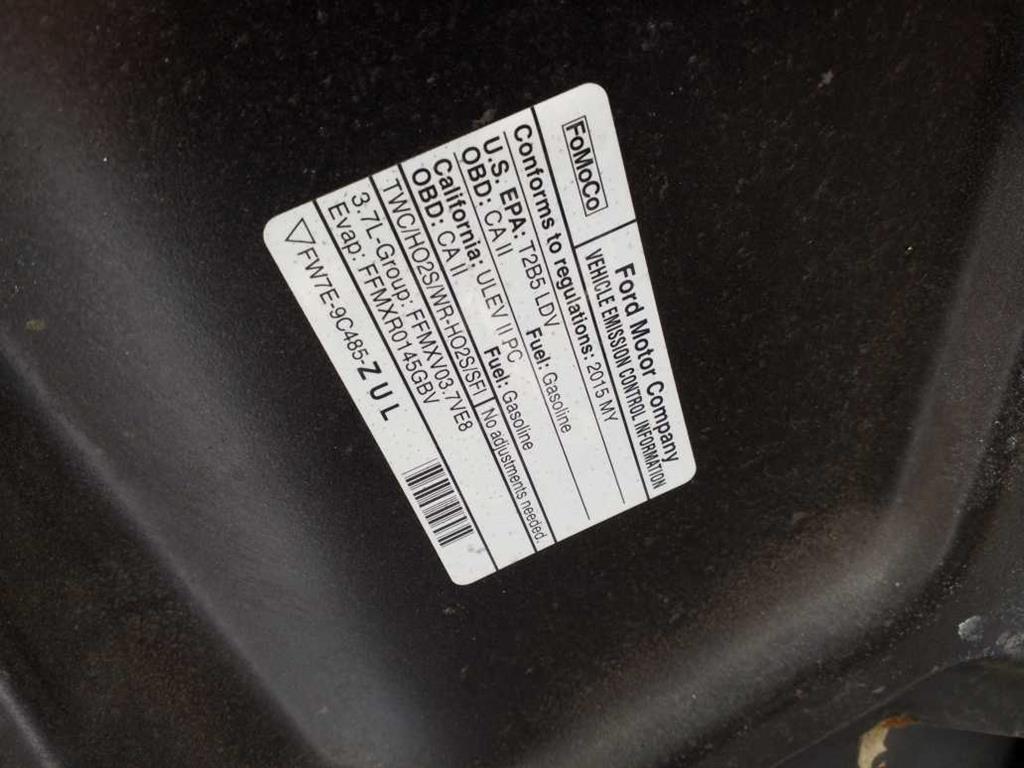 FoMoCo
Ford Motor Company
VEHICLE EMISSION CONTROL INFORMATION
Conforms to regulations: 2015 MY
U.S. EPA: T2B5 LDV Fuel: Gasoline
OBD: CA II
California: ULEV II PC Fuel: Gasoline
OBD: CA II
TWC/HO2S/WR-HO2S/SFI No adjustments needed.
3.7L-Group: FFMXV03.7VE8
Evap: FFMXR0145GBV
FW7E-9C485-ZUL